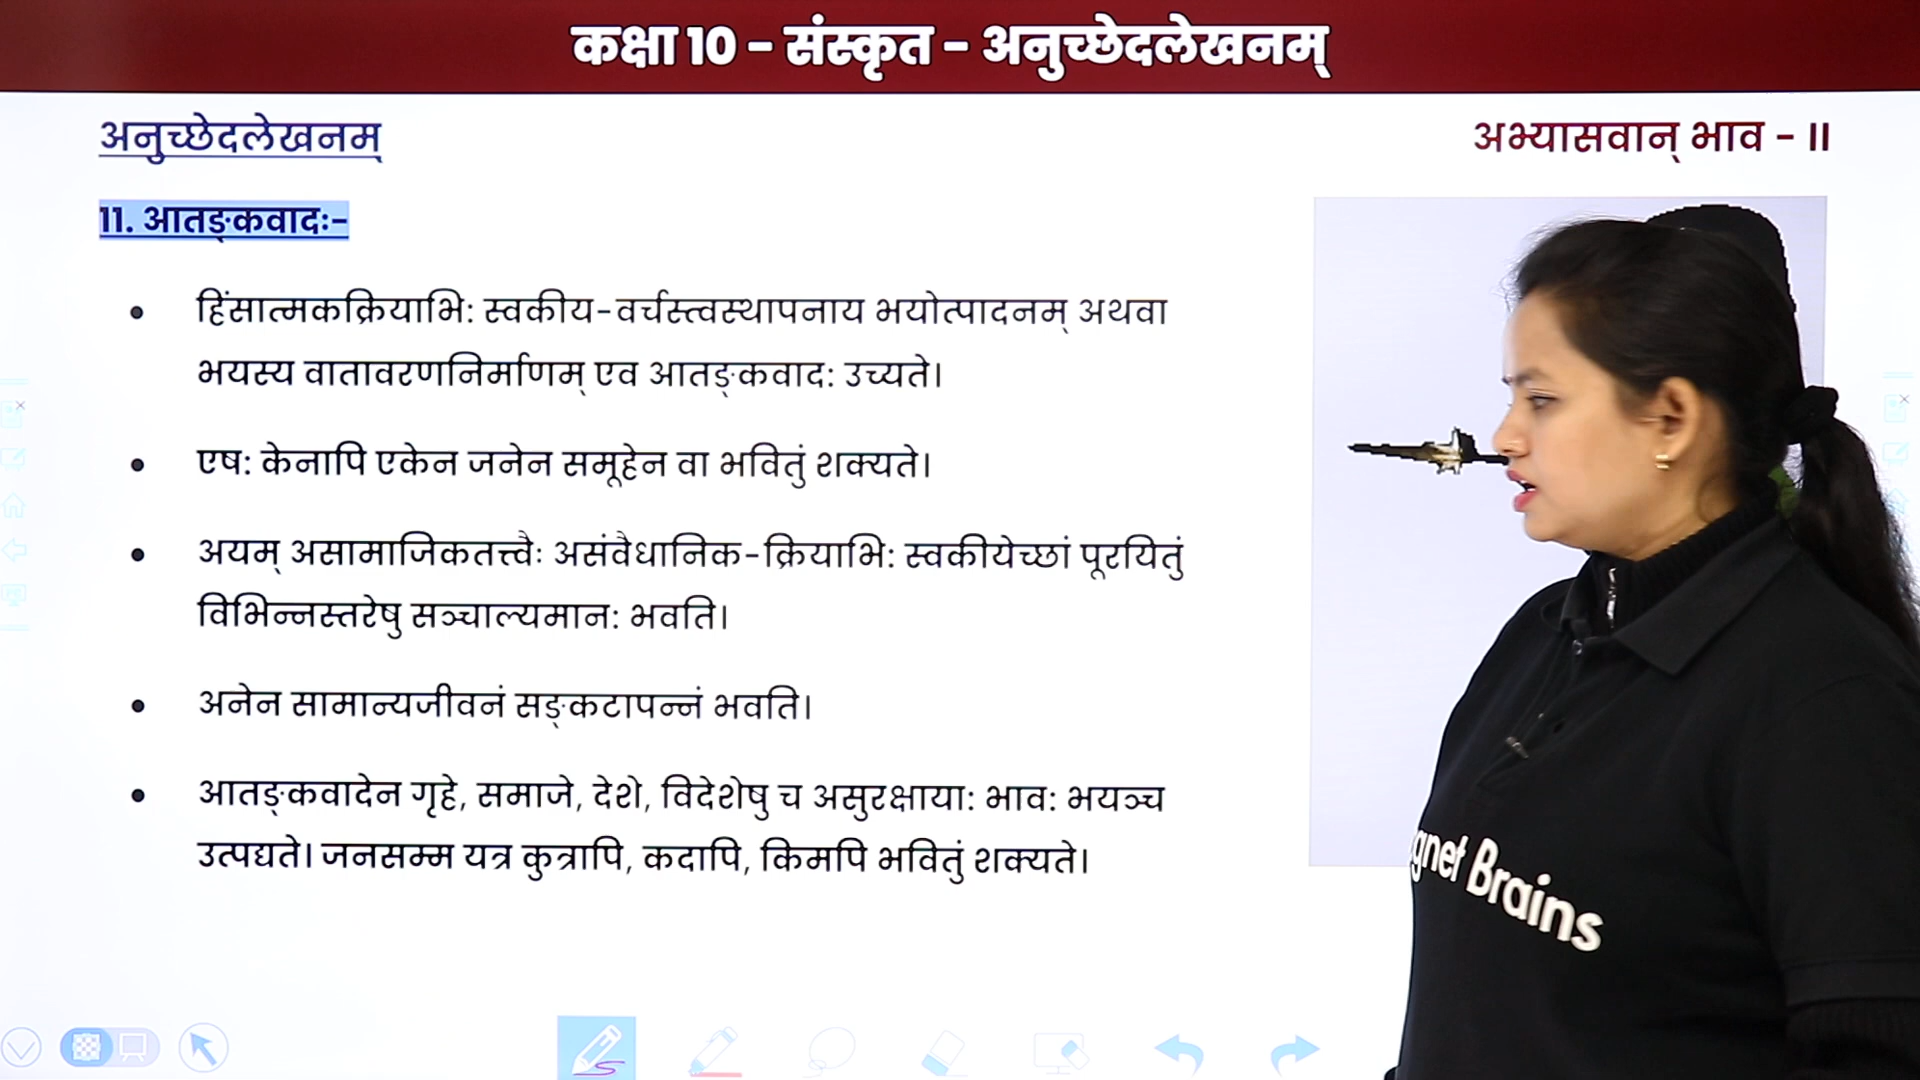 कक्षा 10 - संस्कृत - अनुच्छेदलेखनम्
अनुच्छेदलेखनम्
अभ्यासवान् भाव - II
11. आतङ्कवादः-
हिंसात्मकक्रियाभि: स्वकीय-वर्चस्त्वस्थापनाय भयोत्पादनम् अथवा
भयस्य वातावरणनिर्माणम् एव आतङ्कवाद: उच्यते।
एष: केनापि एकेन जनेन समूहेन वा भवितुं शक्यते।
अयम् असामाजिकतत्त्वैः असंवैधानिक-क्रियाभि: स्वकीयेच्छां पूरयितुं
विभिन्नस्तरेषु सञ्चाल्यमान: भवति।
अनेन सामान्यजीवनं सङ्कटापन्नं भवति।
आतङ्कवादेन गृहे, समाजे, देशे, विदेशेषु च असुरक्षाया: भाव: भयञ्च
उत्पद्यते। जनसम्म यत्र कुत्रापि, कदापि, किमपि भवितुं शक्यते।
gnet Brains